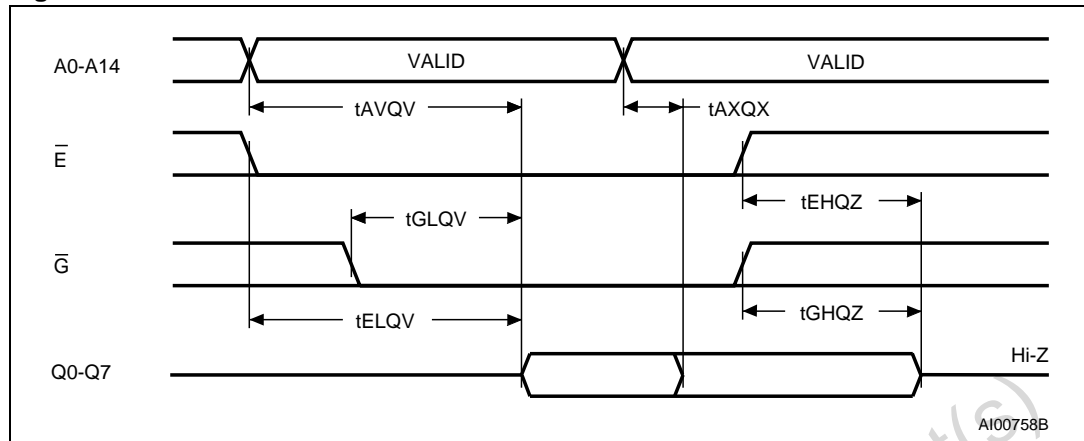 A0-A14
VALID
VALID
tAVQV
tAXQX
E
tEHQZ
tGLQV
G
tGHQZ
tELQV
Hi-Z
Q0-Q7
AI00758B